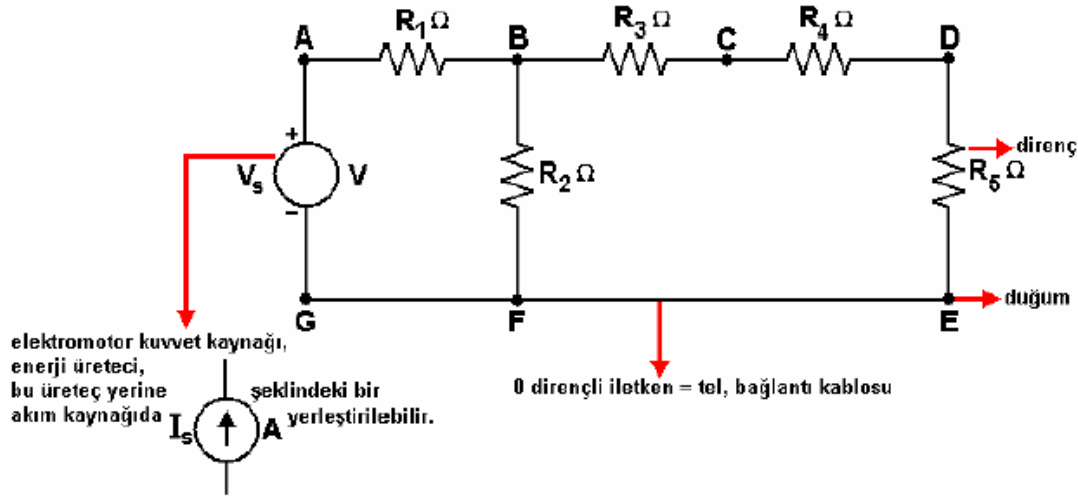 R₁Ω R₃Ω R₄Ω
A B C D
+
Vₛ V
−
R₂Ω
direnç
R₅Ω
düğum
G F E
elektromotor kuvvet kaynağı,
enerji üreteci,
bu üreteç yerine şeklindeki bir
akım kaynağıda Iₛ A yerleştirilebilir.
0 dirençli iletken = tel, bağlantı kablosu